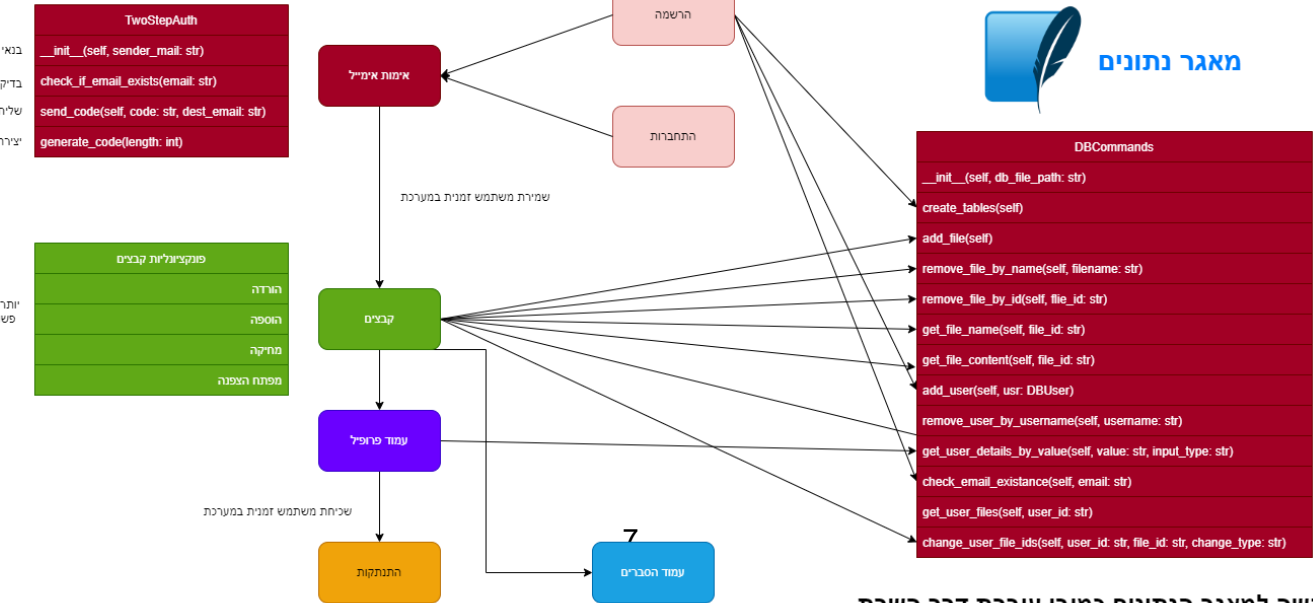 TwoStepAuth
__init__(self, sender_mail: str)
check_if_email_exists(email: str)
send_code(self, code: str, dest_email: str)
generate_code(length: int)
בנאי
הרשמה
אימות אימייל
התחברות
מאגר נתונים
שמירת משתמש זמנית במערכת
DBCommands
__init__(self, db_file_path: str)
create_tables(self)
add_file(self)
remove_file_by_name(self, filename: str)
remove_file_by_id(self, flie_id: str)
get_file_name(self, file_id: str)
get_file_content(self, file_id: str)
add_user(self, usr: DBUser)
remove_user_by_username(self, username: str)
get_user_details_by_value(self, value: str, input_type: str)
check_email_existance(self, email: str)
get_user_files(self, user_id: str)
change_user_file_ids(self, user_id: str, file_id: str, change_type: str)
פונקציונליות קבצים
הורדה
הוספה
מחיקה
מפתח הצפנה
יותר
קבצים
עמוד פרופיל
שכיחת משתמש זמנית במערכת
התנתקות
7
עמוד הסברים